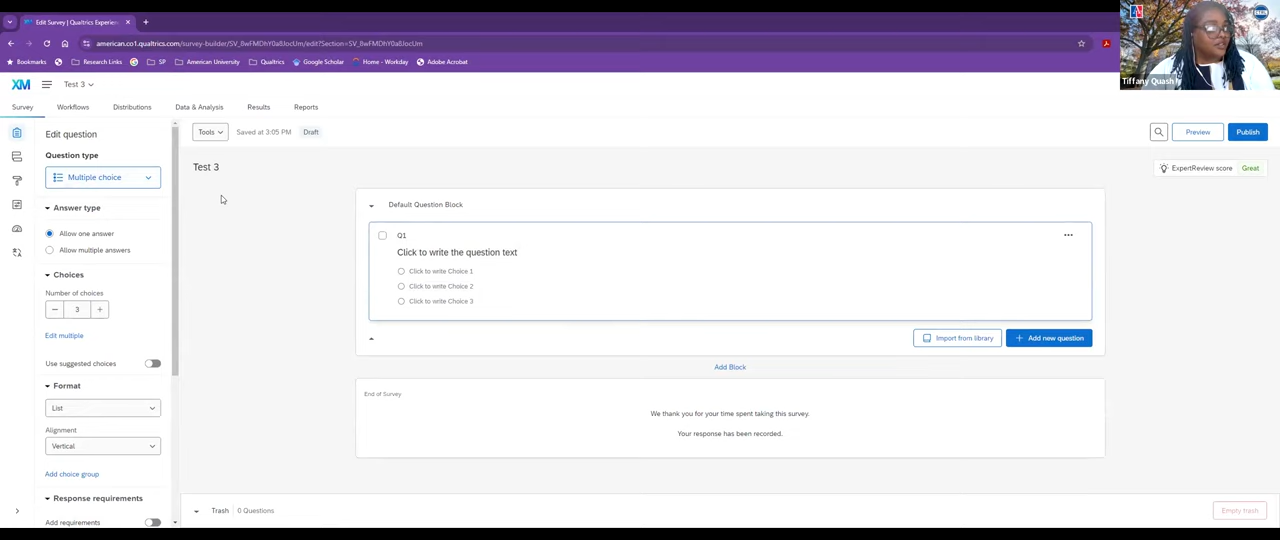 Edit Survey | Qualtrics Experien
american.co1.qualtrics.com/survey-builder/SV_8wFMDhY0a8JocUm/edit?Section=SV_8wFMDhY0a8JocUm
Bookmarks Research Links SP American University Qualtrics Google Scholar Home - Workday Adobe Acrobat
Tiffany Quash
XM Test 3
Survey Workflows Distributions Data & Analysis Results Reports
Edit question
Tools Saved at 3:05 PM Draft Preview Publish
Question type
Multiple choice
Test 3
ExpertReview score Great
Answer type
Allow one answer
Allow multiple answers
Choices
Number of choices
3
Edit multiple
Use suggested choices
Format
List
Alignment
Vertical
Add choice group
Response requirements
Add requirements
Default Question Block
Q1
Click to write the question text
Click to write Choice 1
Click to write Choice 2
Click to write Choice 3
Import from library Add new question
Add Block
End of Survey
We thank you for your time spent taking this survey.
Your response has been recorded.
Trash 0 Questions Empty trash